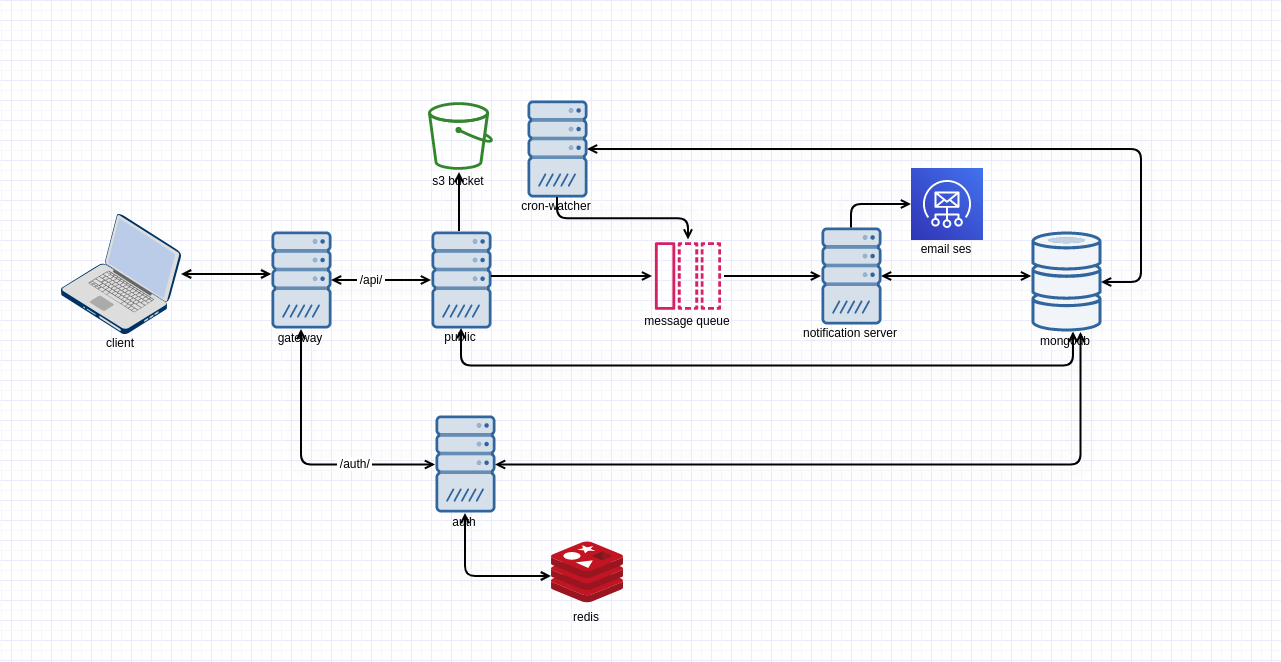 s3 bucket
cron-watcher
email ses
client
gateway
/api/
public
message queue
notification server
mongodb
/auth/
auth
redis